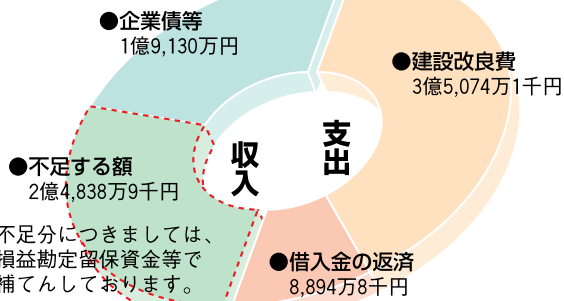 ●企業債等
1億9,130万円
●建設改良費
3億5,074万1千円
支出
収入
●不足する額
2億4,838万9千円
不足分につきましては、
損益勘定留保資金等で
補てんしております。
●借入金の返済
8,894万8千円